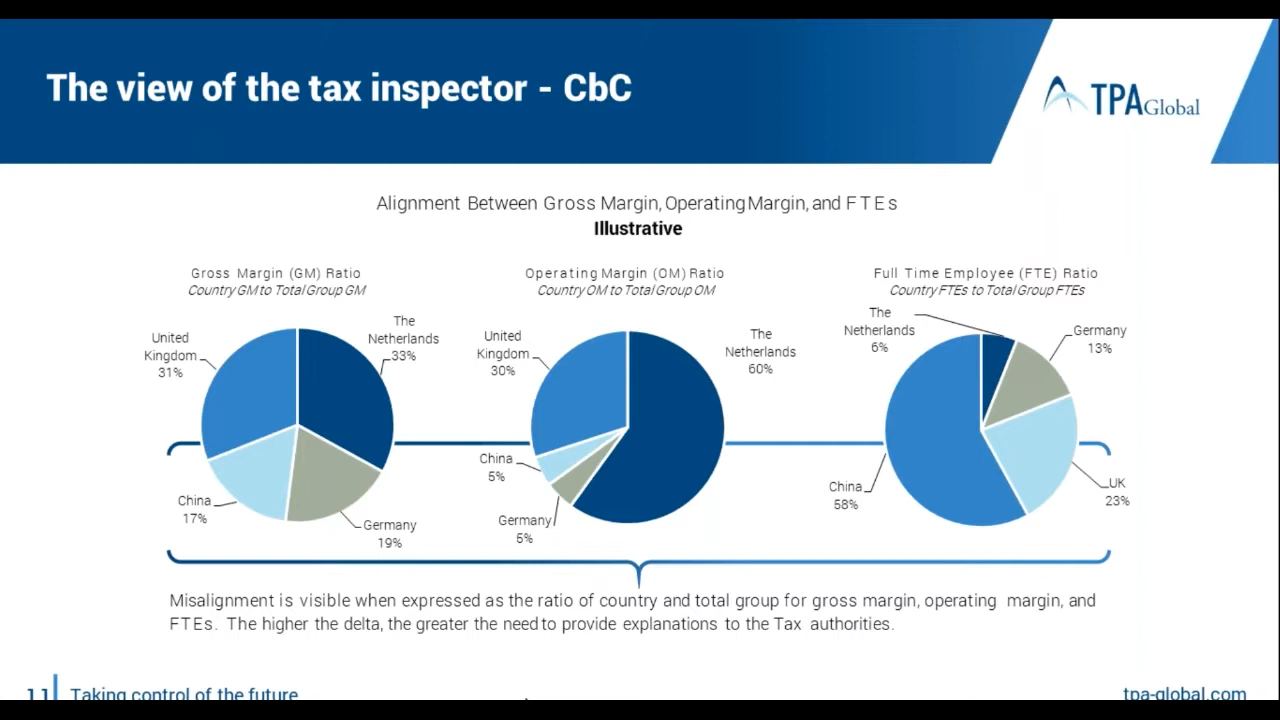 The view of the tax inspector - CbC
TPA Global
Alignment Between Gross Margin, Operating Margin, and FTEs
Illustrative
Gross Margin (GM) Ratio
Country GM to Total Group GM
The
Netherlands
33%
United
Kingdom
31%
China
17%
Germany
19%
Operating Margin (OM) Ratio
Country OM to Total Group OM
United
Kingdom
30%
The
Netherlands
60%
China
5%
Germany
5%
Full Time Employee (FTE) Ratio
Country FTEs to Total Group FTEs
The
Netherlands
6%
Germany
13%
China
58%
UK
23%
Misalignment is visible when expressed as the ratio of country and total group for gross margin, operating margin, and
FTEs. The higher the delta, the greater the need to provide explanations to the Tax authorities.
11
Taking control of the future
tpa-global.com